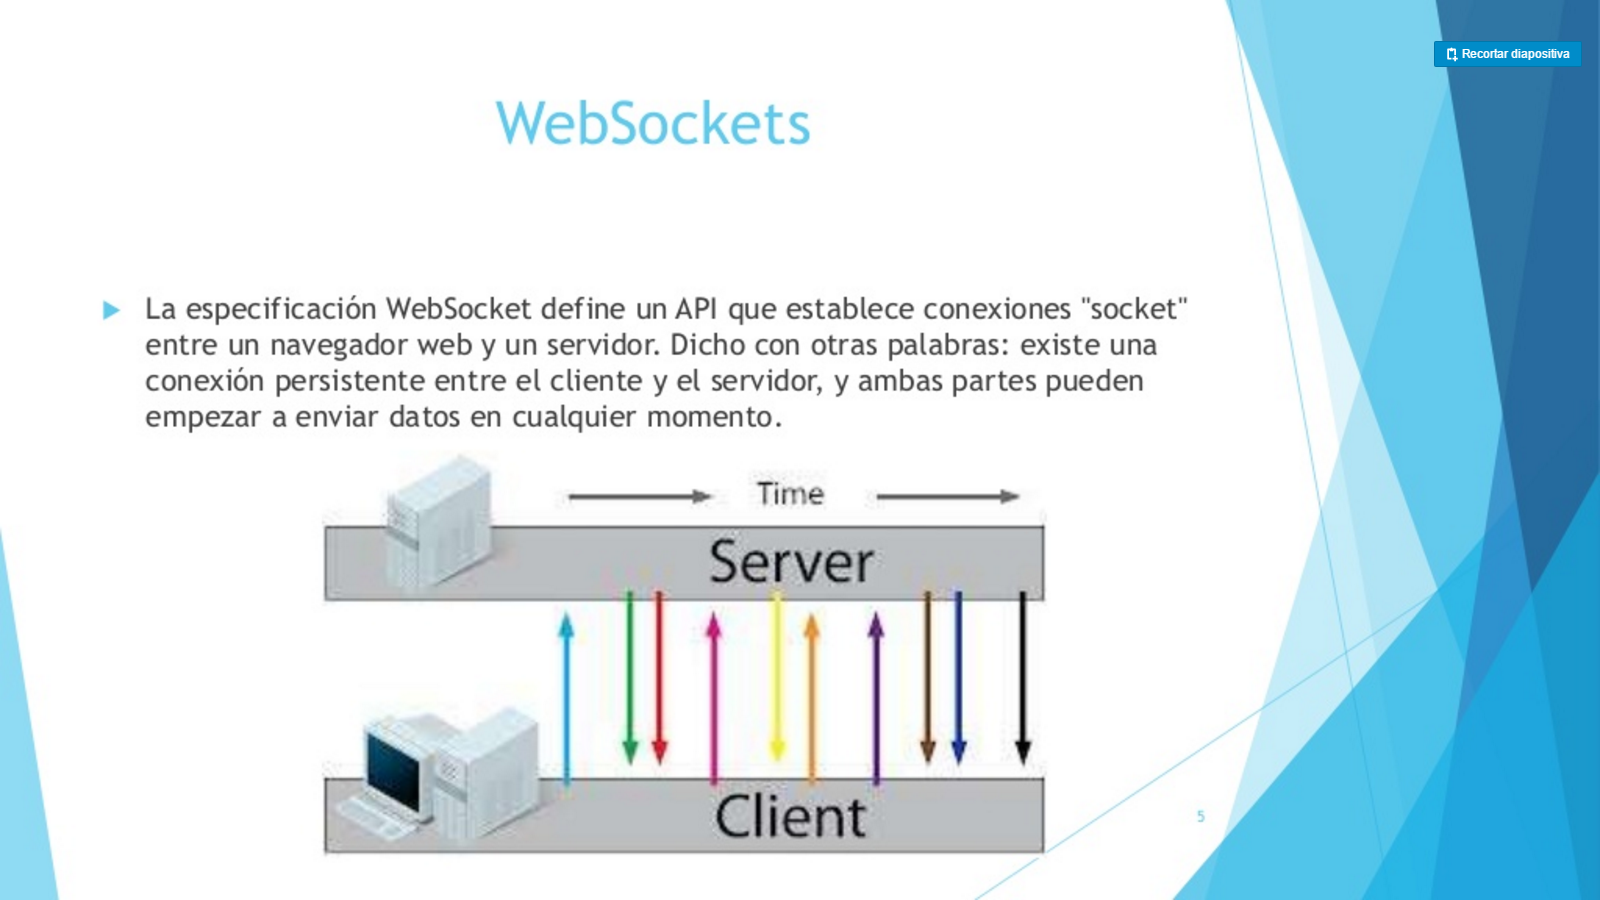 Recortar diapositiva
WebSockets
La especificación WebSocket define un API que establece conexiones "socket"
entre un navegador web y un servidor. Dicho con otras palabras: existe una
conexión persistente entre el cliente y el servidor, y ambas partes pueden
empezar a enviar datos en cualquier momento.
Time
Server
Client
5